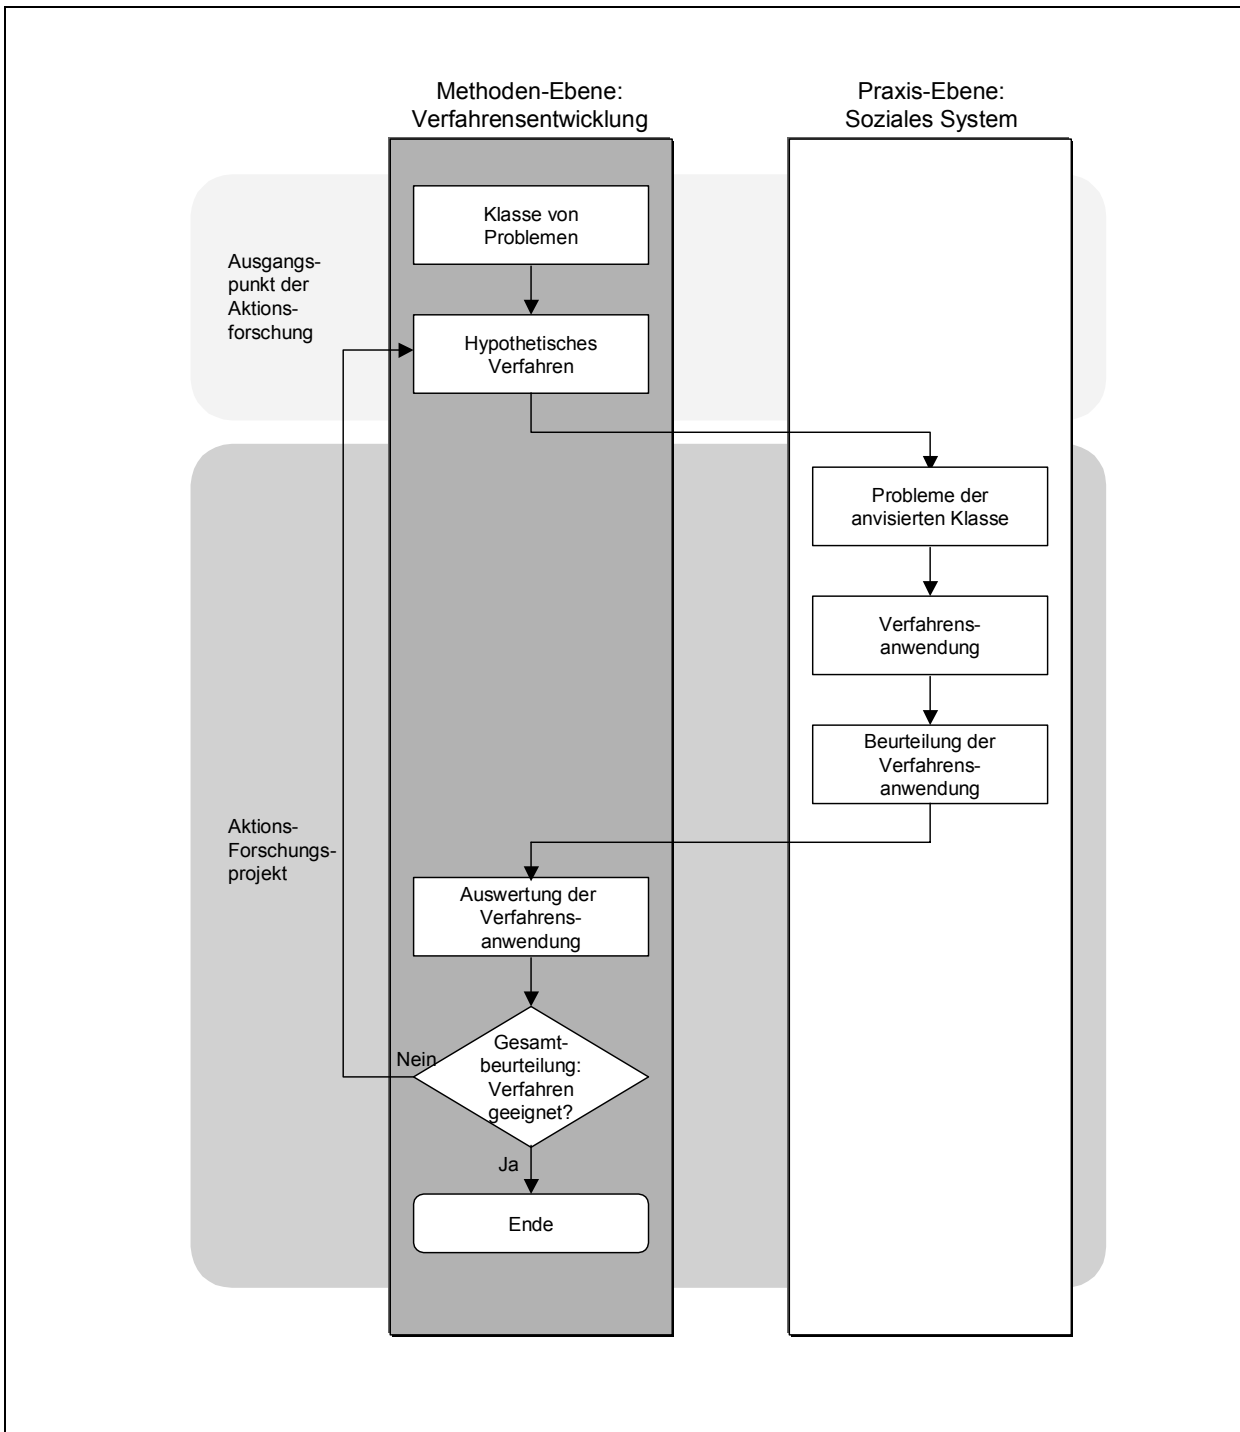 Methoden-Ebene:
Verfahrensentwicklung
Praxis-Ebene:
Soziales System
Klasse von
Problemen
Ausgangs-
punkt der
Aktions-
forschung
Hypothetisches
Verfahren
Probleme der
anvisierten Klasse
Verfahrens-
anwendung
Beurteilung der
Verfahrens-
anwendung
Aktions-
Forschungs-
projekt
Auswertung der
Verfahrens-
anwendung
Gesamt-
beurteilung:
Verfahren
geeignet?
Nein
Ja
Ende